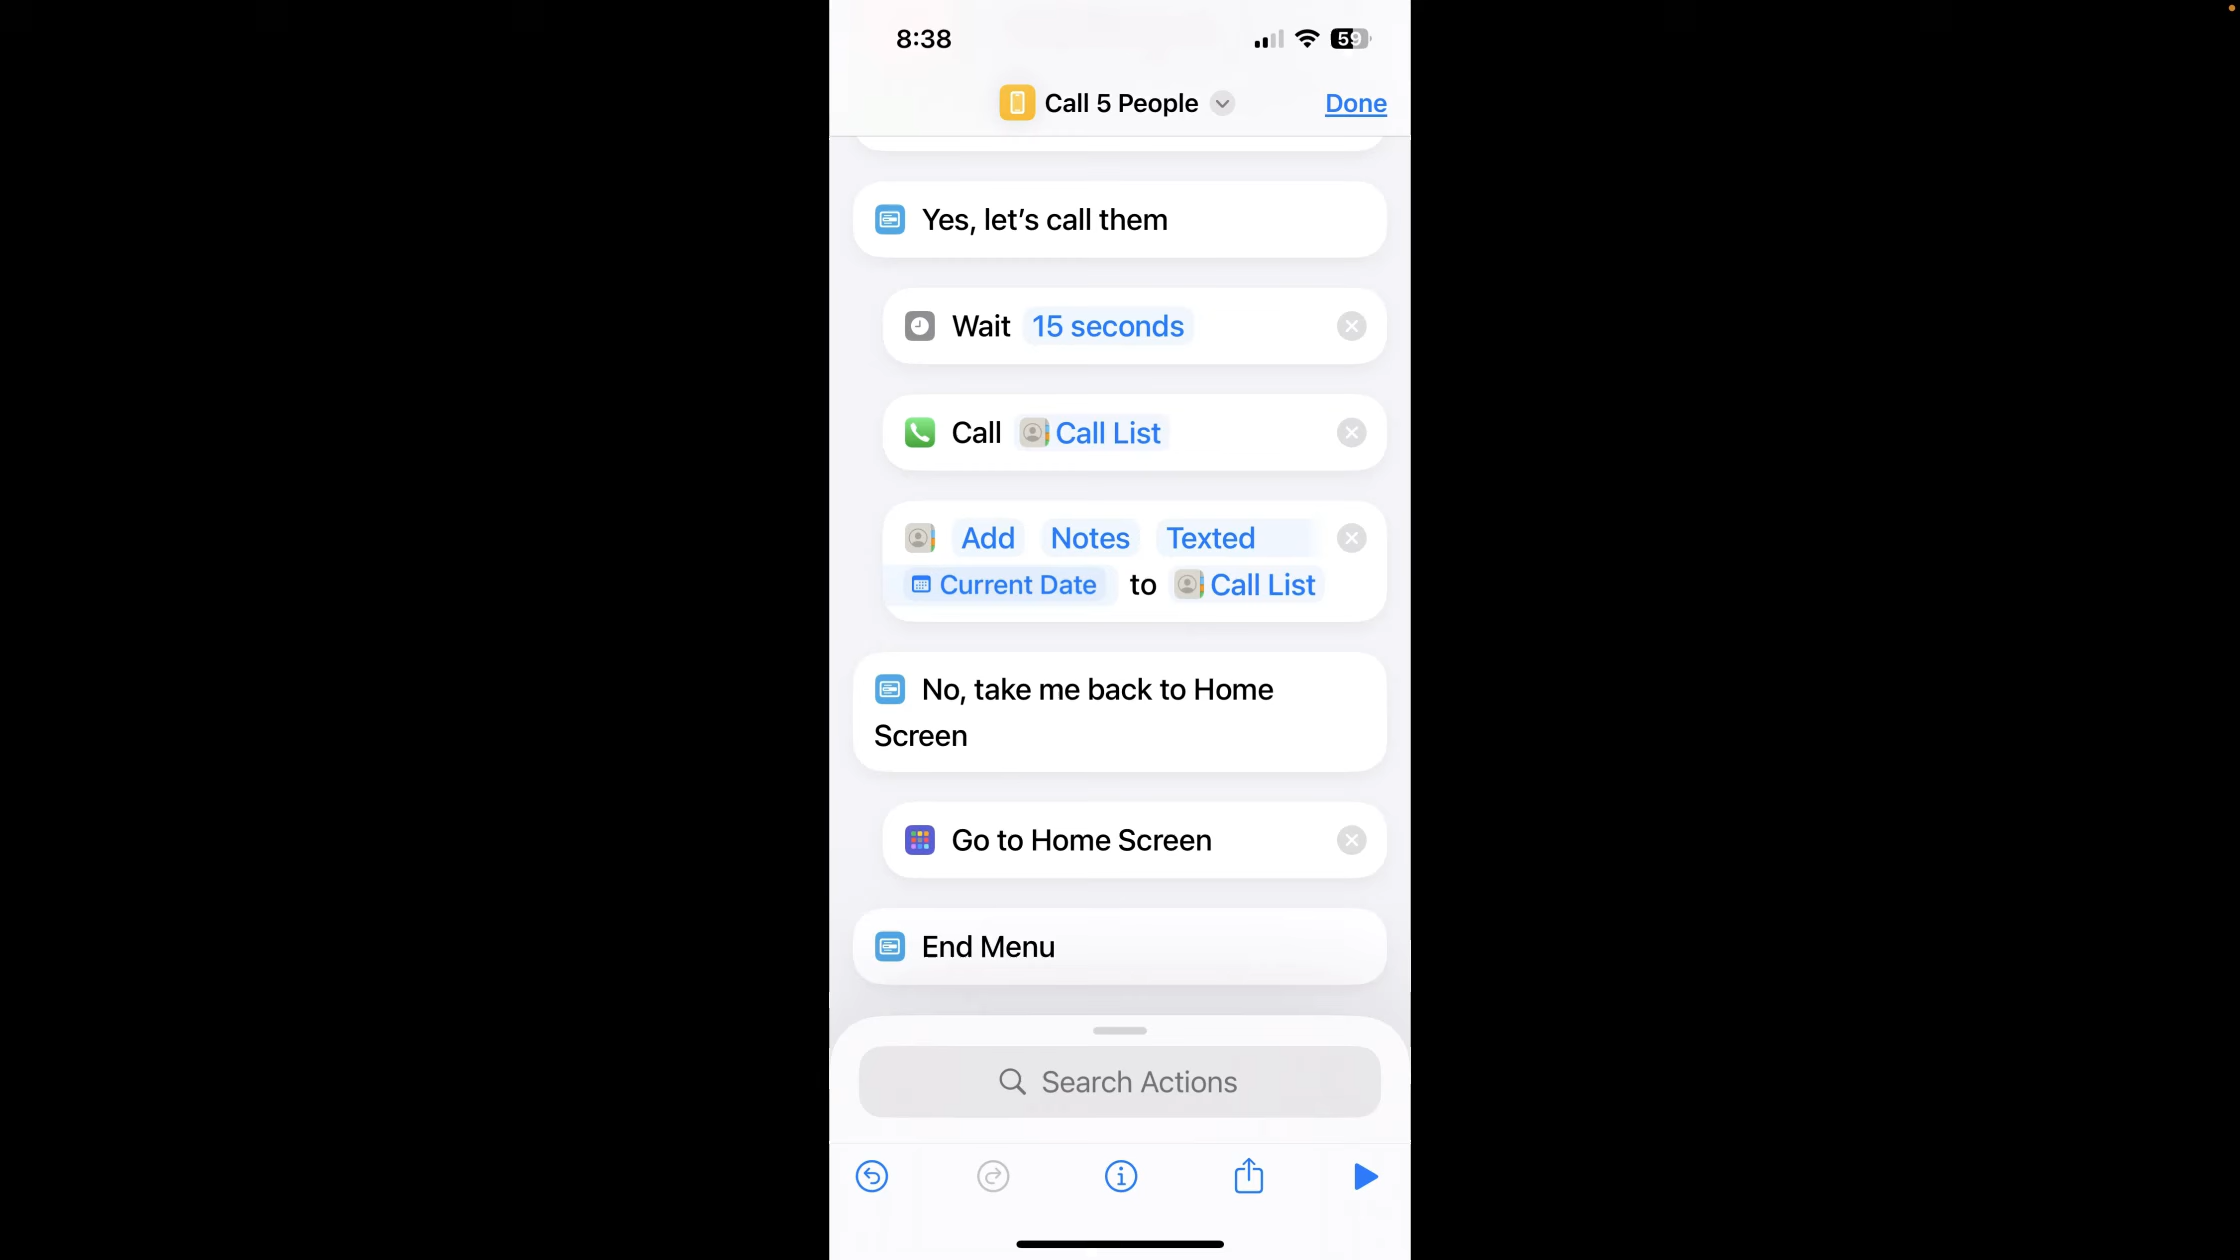 8:38
59
Call 5 People
Done
Yes, let’s call them
Wait 15 seconds
Call Call List
Add Notes Texted
Current Date to Call List
No, take me back to Home
Screen
Go to Home Screen
End Menu
Search Actions